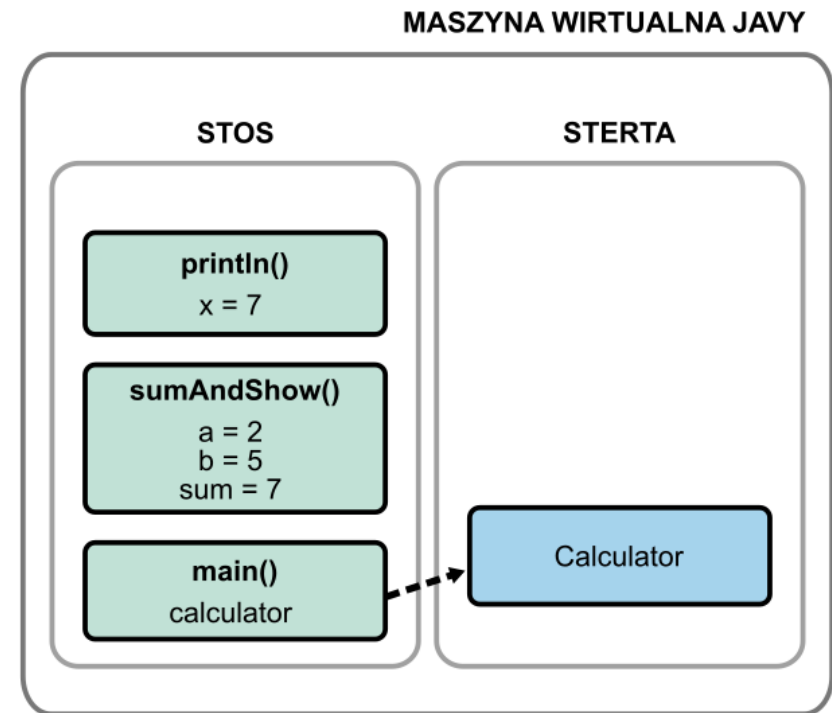 MASZYNA WIRTUALNA JAVY
STOS
STERTA
println()
x = 7
sumAndShow()
a = 2
b = 5
sum = 7
main()
calculator
Calculator